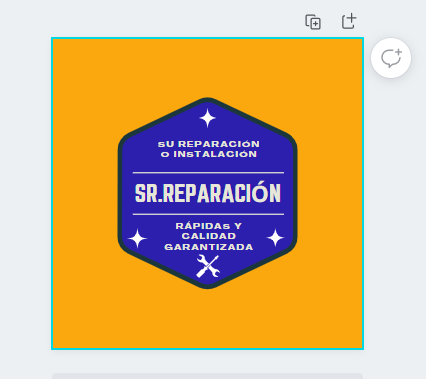 sU REPARACIóN
o INsTALACIóN
SR.REPARACIÓN
RÁPIDAs Y
CALIDAD
GARANTIZADA